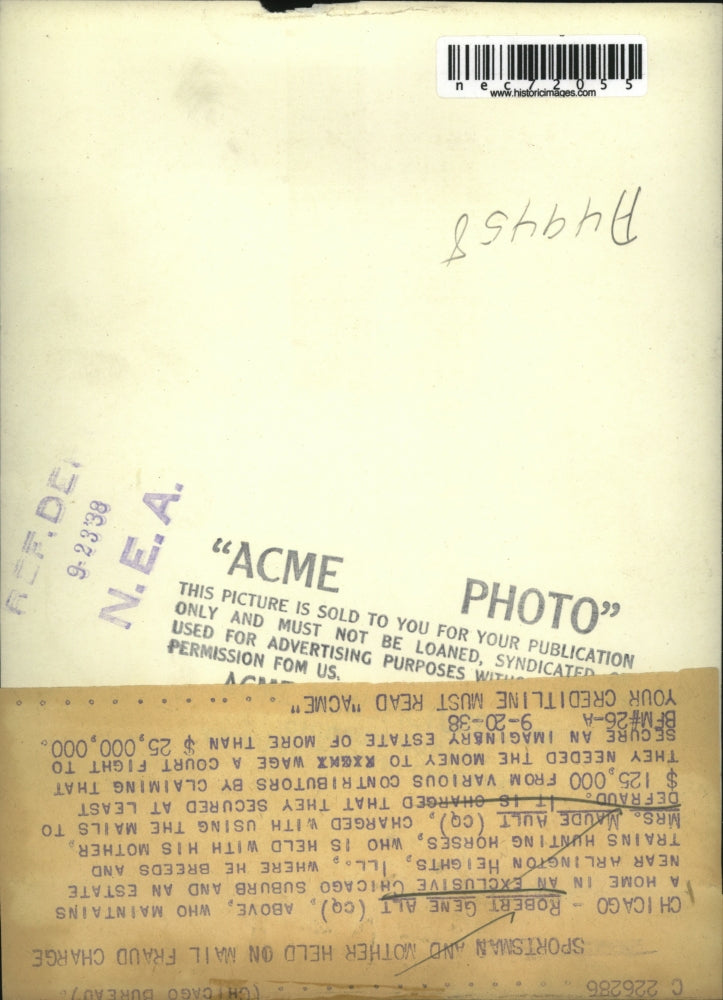 nec72055
www.historicimages.com
A49458
REF. DE
9-23 38
N.E.A.
“ACME PHOTO”
THIS PICTURE IS SOLD TO YOU FOR YOUR PUBLICATION
ONLY AND MUST NOT BE LOANED, SYNDICATED
USED FOR ADVERTISING PURPOSES
PERMISSION FOM US.
C 226286 . . . . . . . . . . . (CHICAGO BUREAU)
SPORTSMAN AND MOTHER HELD ON MAIL FRAUD CHARGE
CHICAGO - ROBERT GENE ALT (CQ), ABOVE, WHO MAINTAINS
A HOME IN AN EXCLUSIVE CHICAGO SUBURB AND AN ESTATE
NEAR ARLINGTON HEIGHTS, ILL., WHERE HE BREEDS AND
TRAINS HUNTING HORSES, WHO IS HELD WITH HIS MOTHER,
MRS. MAUDE AULT (CQ), CHARGED WITH USING THE MAILS TO
DEFRAUD. IT IS CHARGED THAT THEY SECURED AT LEAST
$ 125,000 FROM VARIOUS CONTRIBUTORS BY CLAIMING THAT
THEY NEEDED THE MONEY TO WAGE A COURT FIGHT TO
SECURE AN IMAGINSRY ESTATE OF MORE THAN $ 25,000,000.
BFM#26-A 9-20-38
YOUR CREDITLINE MUST READ "ACME" . . . . . . . . . .